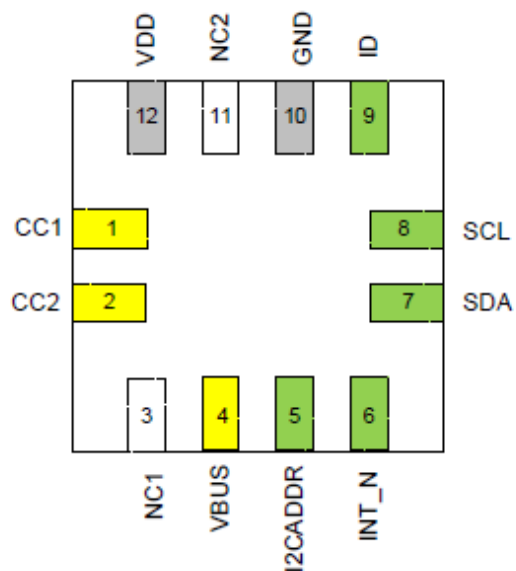 VDD
NC2
GND
ID
12
11
10
9
CC1
1
8
SCL
CC2
2
7
SDA
3
4
5
6
NC1
VBUS
I2CADDR
INT_N